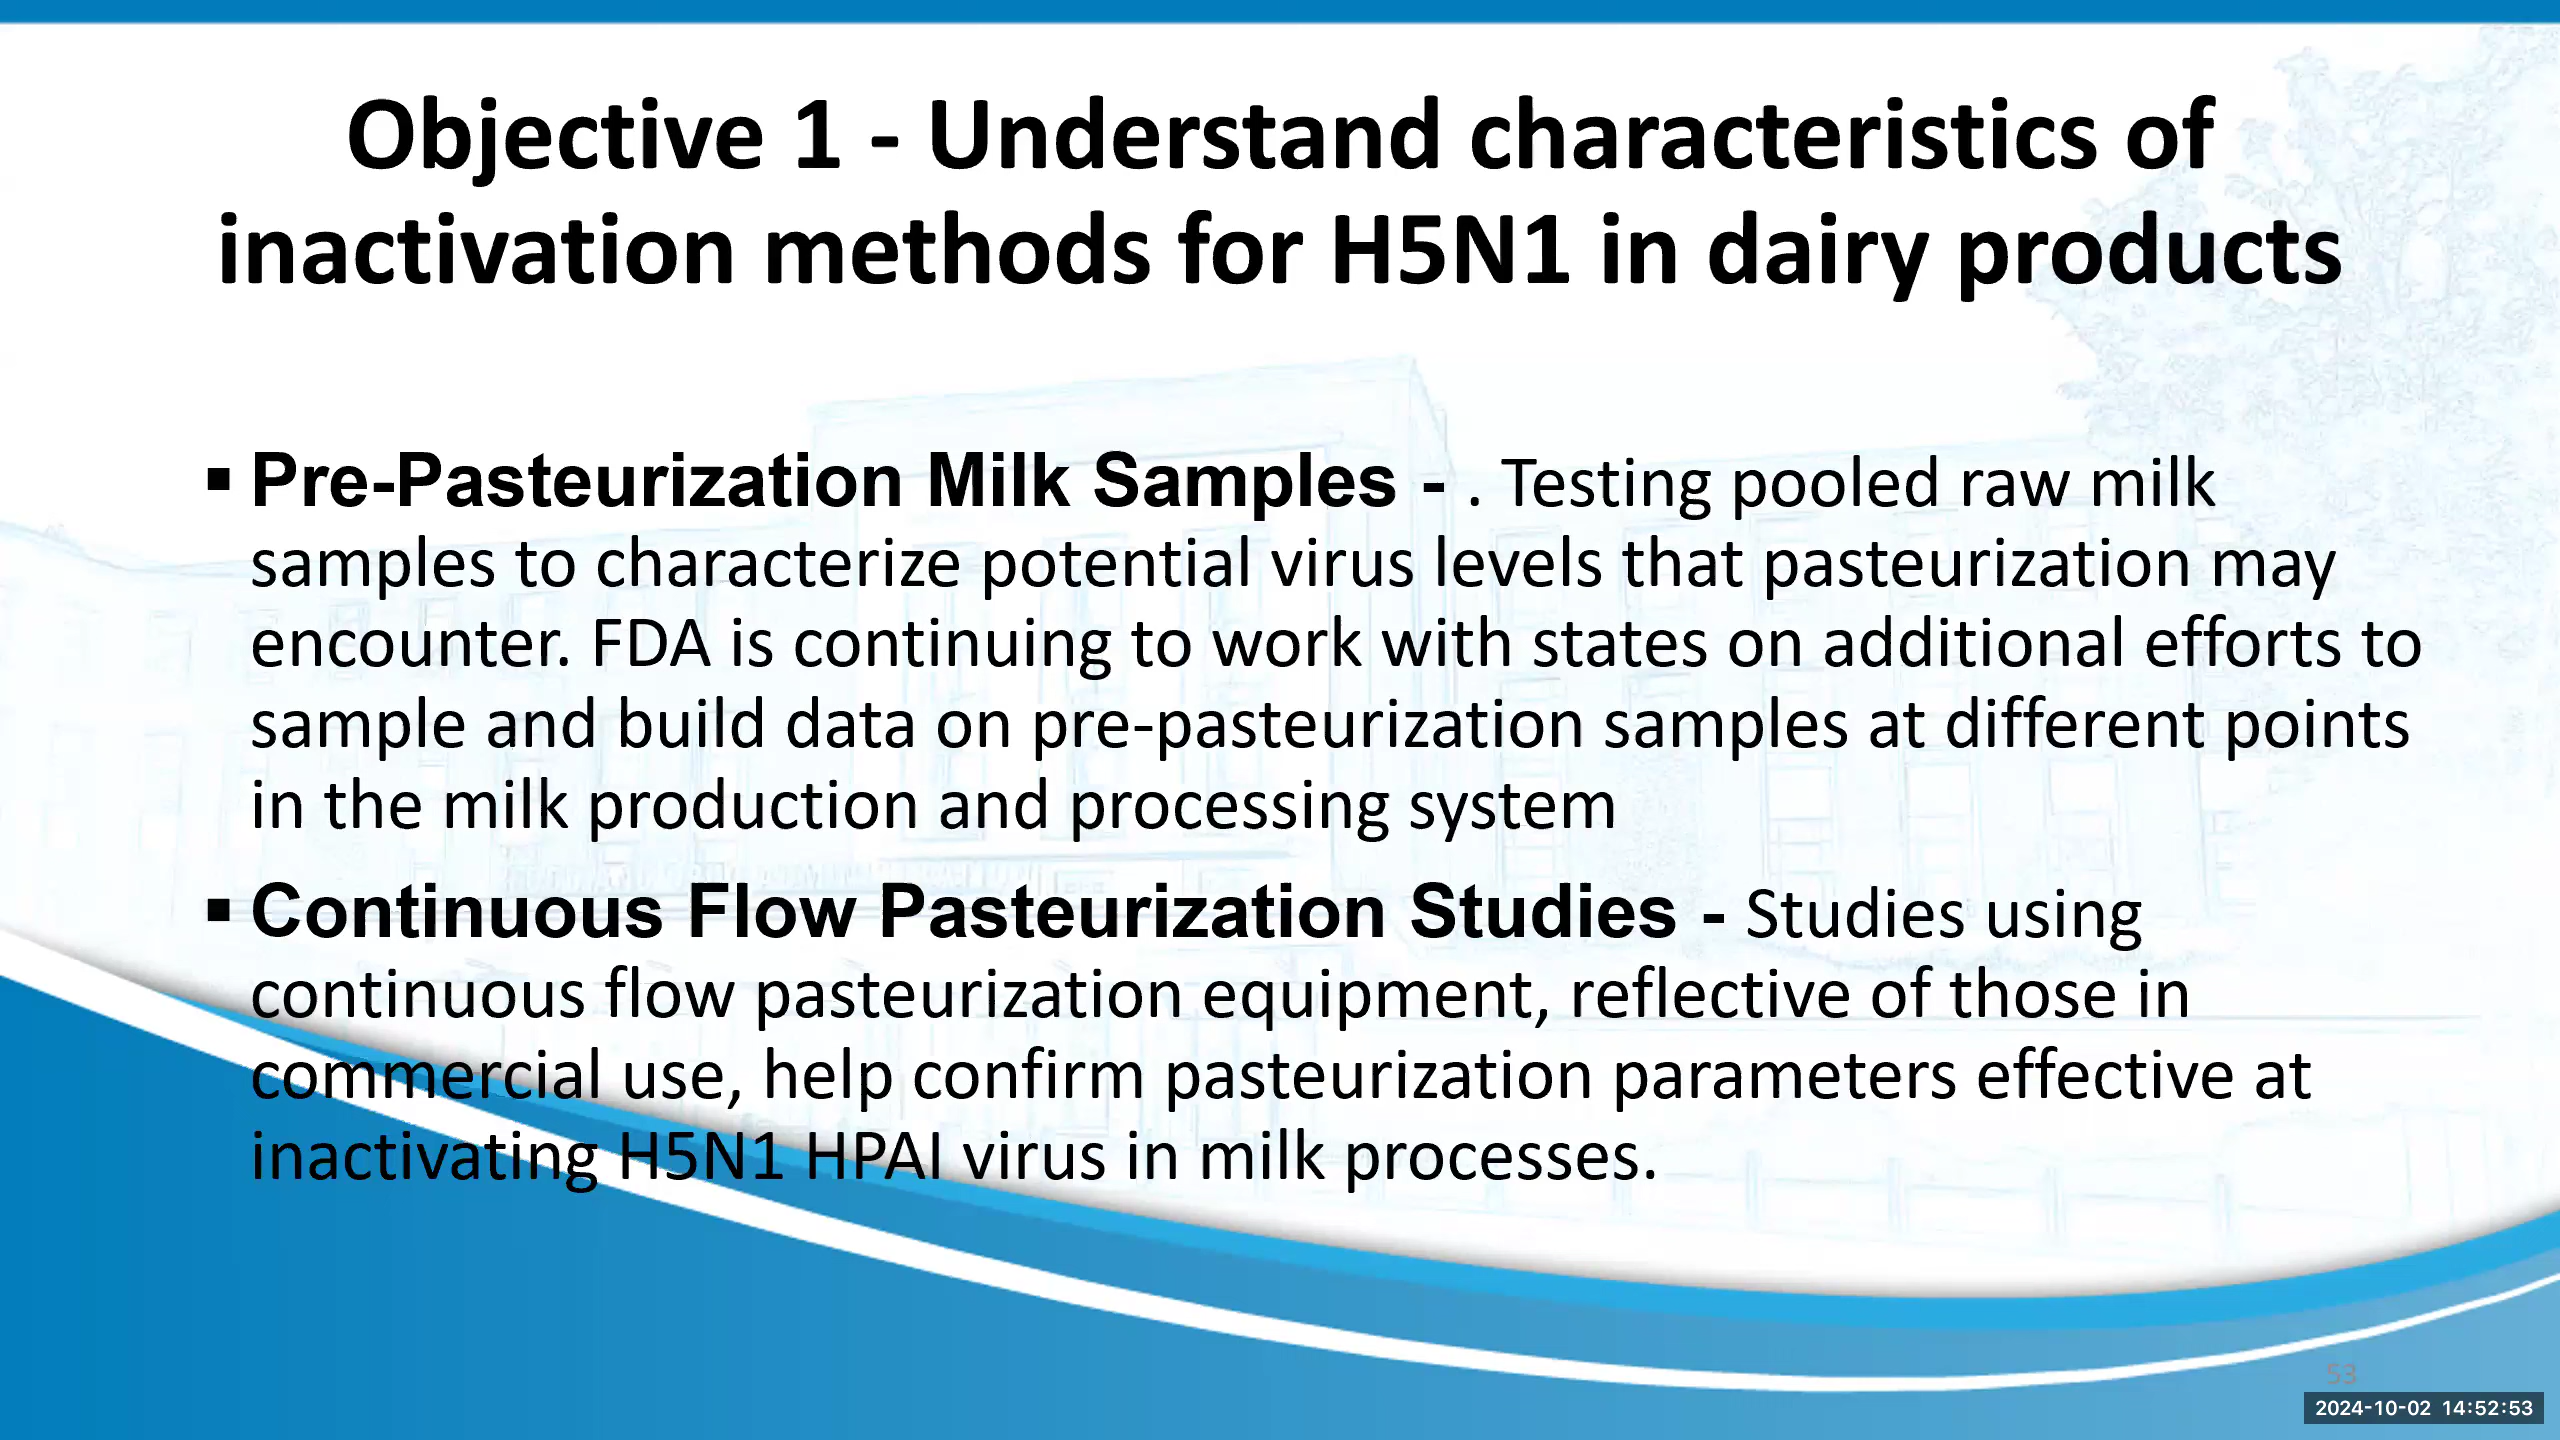 Objective 1 - Understand characteristics of
inactivation methods for H5N1 in dairy products
▪ Pre-Pasteurization Milk Samples - . Testing pooled raw milk
samples to characterize potential virus levels that pasteurization may
encounter. FDA is continuing to work with states on additional efforts to
sample and build data on pre-pasteurization samples at different points
in the milk production and processing system
▪ Continuous Flow Pasteurization Studies - Studies using
continuous flow pasteurization equipment, reflective of those in
commercial use, help confirm pasteurization parameters effective at
inactivating H5N1 HPAI virus in milk processes.
53
2024-10-02 14:52:53